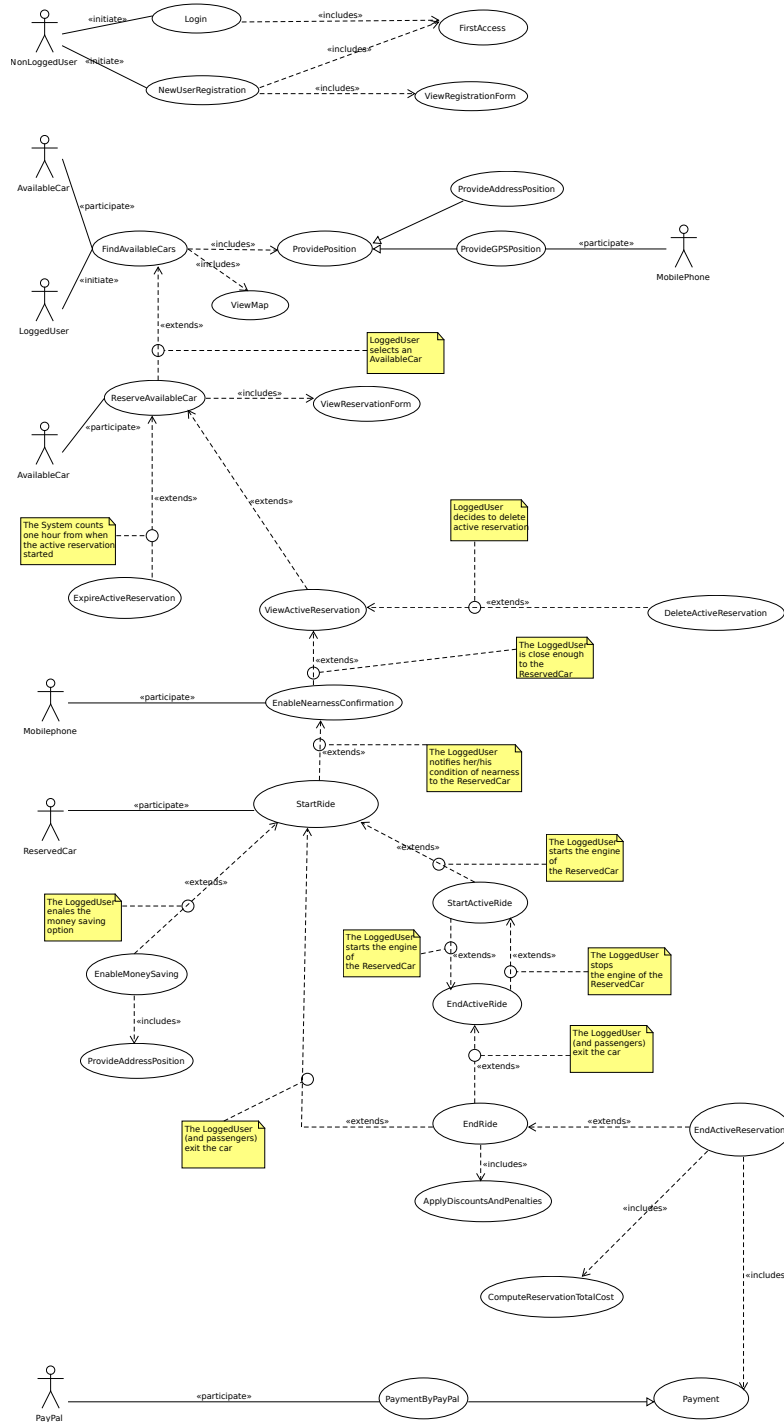 Login
«initiate»
«includes»
FirstAccess
NonLoggedUser
«initiate»
«includes»
NewUserRegistration
«includes»
ViewRegistrationForm
AvailableCar
ProvideAddressPosition
«participate»
FindAvailableCars
«includes»
ProvidePosition
ProvideGPSPosition
«participate»
MobilePhone
«includes»
«initiate»
ViewMap
LoggedUser
«extends»
LoggedUser
selects an
AvailableCar
ReserveAvailableCar
«includes»
ViewReservationForm
«participate»
AvailableCar
«extends»
«extends»
LoggedUser
decides to delete
active reservation
The System counts
one hour from when
the active reservation
started
ExpireActiveReservation
ViewActiveReservation
«extends»
DeleteActiveReservation
The LoggedUser
is close enough
to the
ReservedCar
«extends»
«participate»
EnableNearnessConfirmation
Mobilephone
«extends»
The LoggedUser
notifies her/his
condition of nearness
to the ReservedCar
«participate»
StartRide
ReservedCar
«extends»
The LoggedUser
starts the engine
of
the ReservedCar
«extends»
The LoggedUser
enales the
money saving
option
StartActiveRide
The LoggedUser
starts the engine
of
the ReservedCar
«extends»
«extends»
The LoggedUser
stops
the engine of the
ReservedCar
EnableMoneySaving
EndActiveRide
«includes»
ProvideAddressPosition
The LoggedUser
(and passengers)
exit the car
«extends»
The LoggedUser
(and passengers)
exit the car
«extends»
EndRide
«extends»
EndActiveReservation
«includes»
ApplyDiscountsAndPenalties
«includes»
«includes
ComputeReservationTotalCost
«participate»
PaymentByPayPal
Payment
PayPal